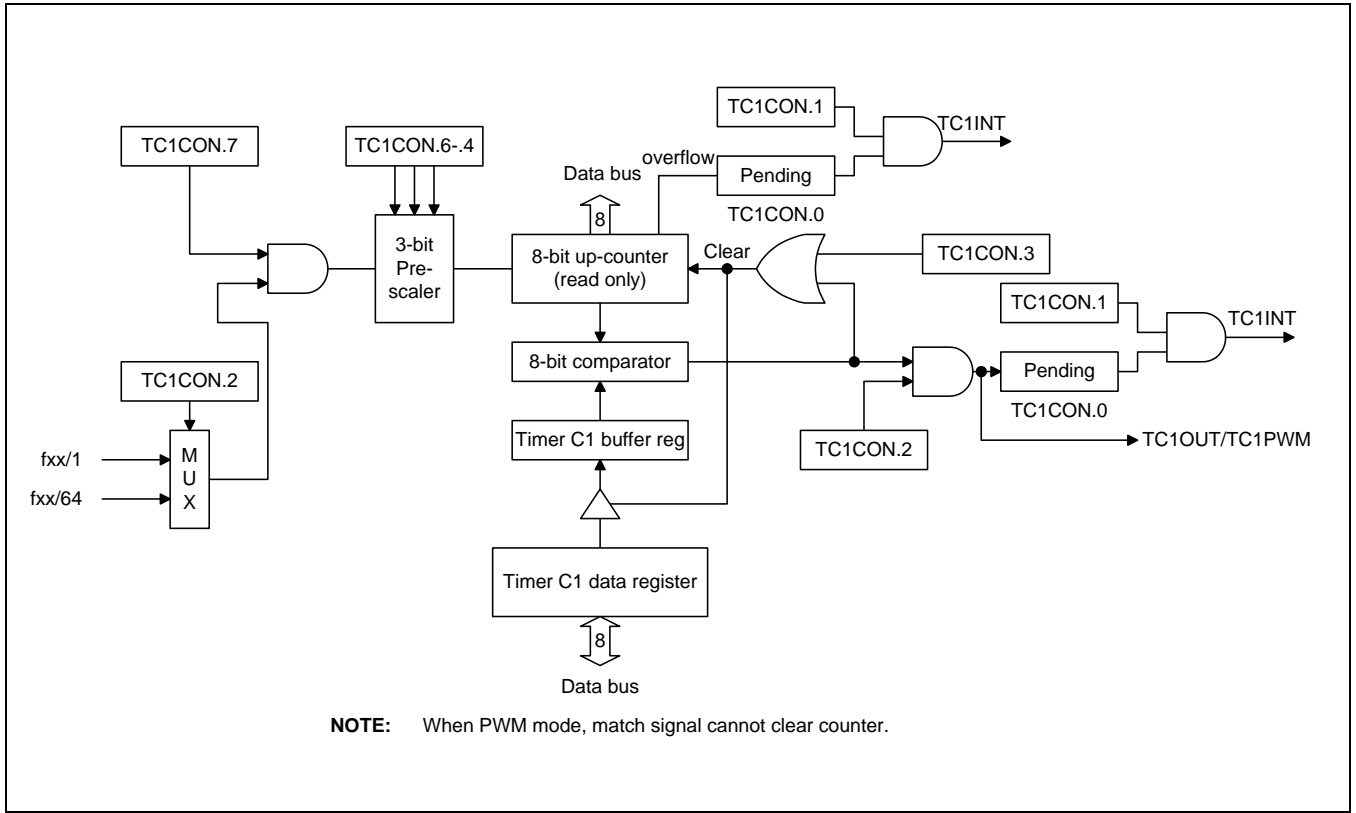 TC1CON.1
TC1INT
TC1CON.7
TC1CON.6-.4
overflow
Data bus
Pending
8
TC1CON.0
3-bit
Pre-
scaler
8-bit up-counter
(read only)
Clear
TC1CON.3
TC1CON.1
TC1INT
8-bit comparator
TC1CON.2
Pending
TC1CON.0
Timer C1 buffer reg
TC1CON.2
TC1OUT/TC1PWM
fxx/1
fxx/64
M
U
X
Timer C1 data register
8
Data bus
NOTE: When PWM mode, match signal cannot clear counter.